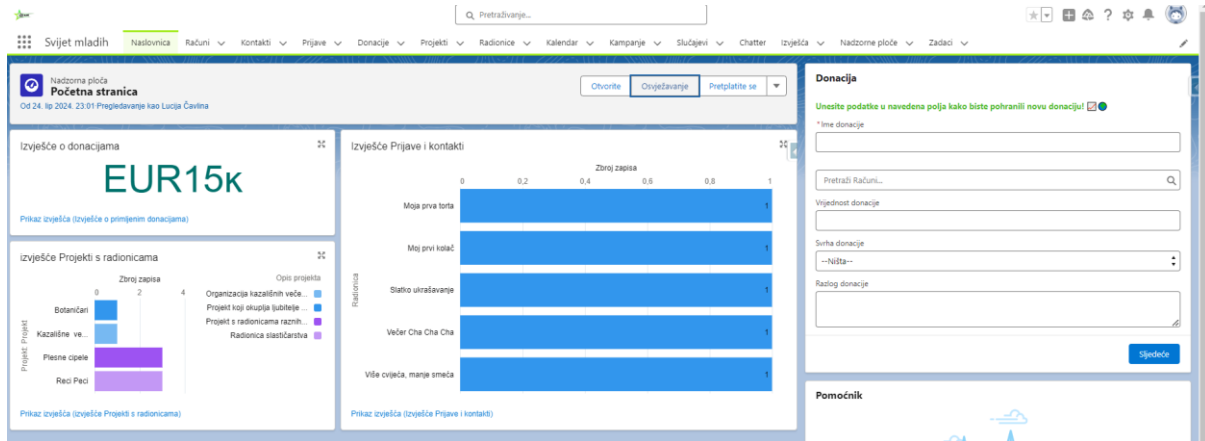 Pretraživanje...
Svijet mladih Naslovnica Računi Kontakti Prijave Donacije Projekti Radionice Kalendar Kampanje Slučajevi Chatter Izvješća Nadzorne ploče Zadaci
Nadzorna ploča
Početna stranica
Od 24. lip 2024. 23:01·Pregledavanje kao Lucija Čavlina
Otvorite Osvježavanje Pretplatite se
Izvješće o donacijama
EUR15к
Prikaz izvješća (Izvješće o primljenim donacijama)
izvješće Projekti s radionicama
Zbroj zapisa
0 2 4
Projekt: Projekt
Botaničari
Kazališne ve...
Plesne cipele
Reci Peci
Opis projekta
Organizacija kazališnih veče...
Projekt koji okuplja ljubitelje ...
Projekt s radionicama raznih...
Radionica slastičarstva
Prikaz izvješća (izvješće Projekti s radionicama)
Izvješće Prijave i kontakti
Zbroj zapisa
0 0,2 0,4 0,6 0,8 1
Radionica
Moja prva torta 1
Moj prvi kolač 1
Slatko ukrašavanje 1
Večer Cha Cha Cha 1
Više cvijeća, manje smeća 1
Prikaz izvješća (Izvješće Prijave i kontakti)
Donacija
Unesite podatke u navedena polja kako biste pohranili novu donaciju!
*Ime donacije
Pretraži Računi...
Vrijednost donacije
Svrha donacije
--Ništa--
Razlog donacije
Sljedeće
Pomoćnik